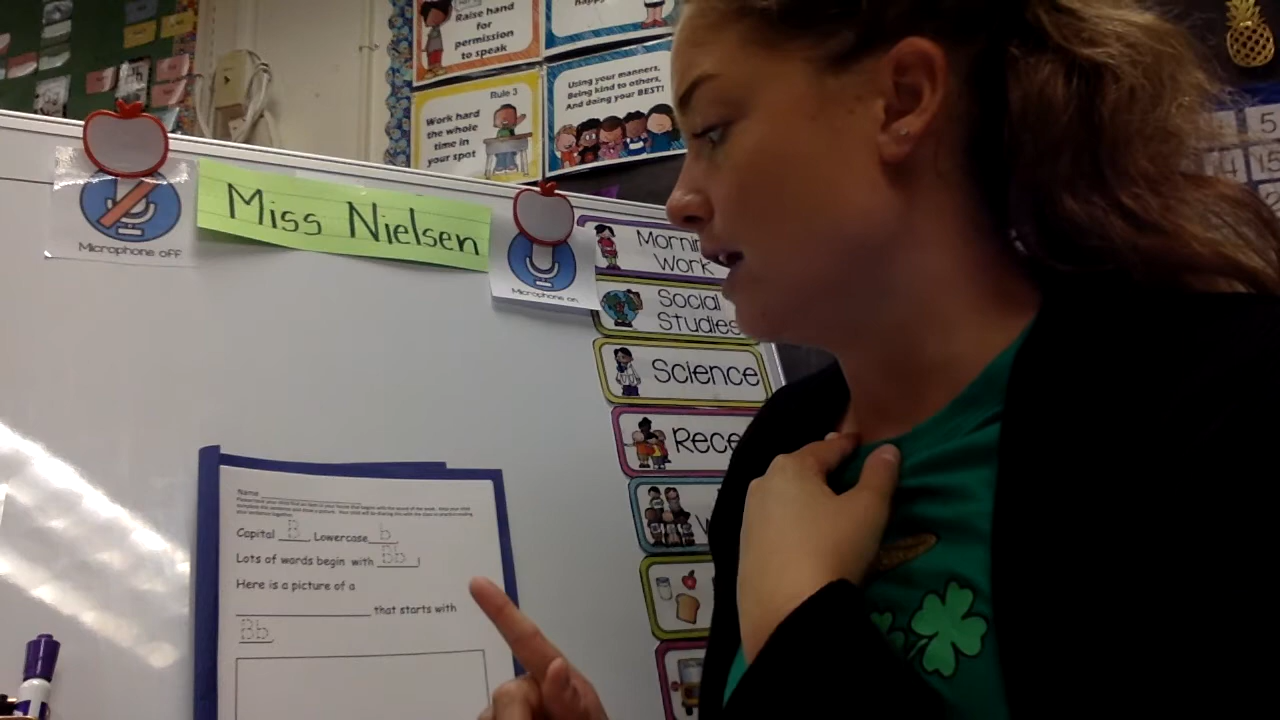 Raise hand
for
permission
to speak
Rule 3
Work hard
the whole
time in
your spot
Using your manners,
Being kind to others,
And doing your BEST!
Microphone off
Miss Nielsen
Microphone on
Morning
Work
Social
Studies
Science
Rece
5
15
Name
Capital B Lowercase b
Lots of words begin with Bb!
Here is a picture of a
that starts with
Bb